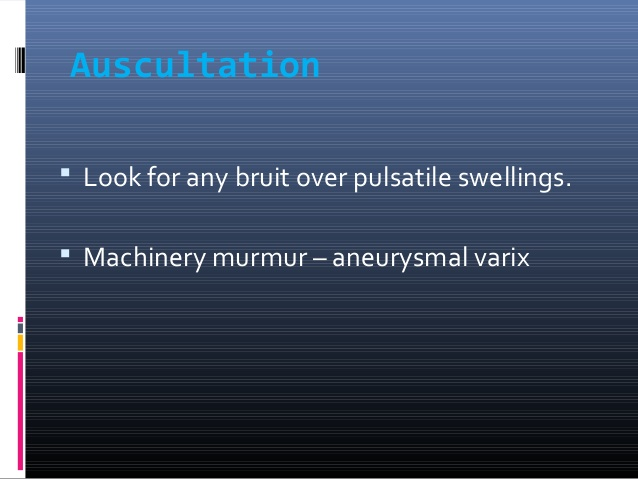 Auscultation
▪ Look for any bruit over pulsatile swellings.
▪ Machinery murmur – aneurysmal varix